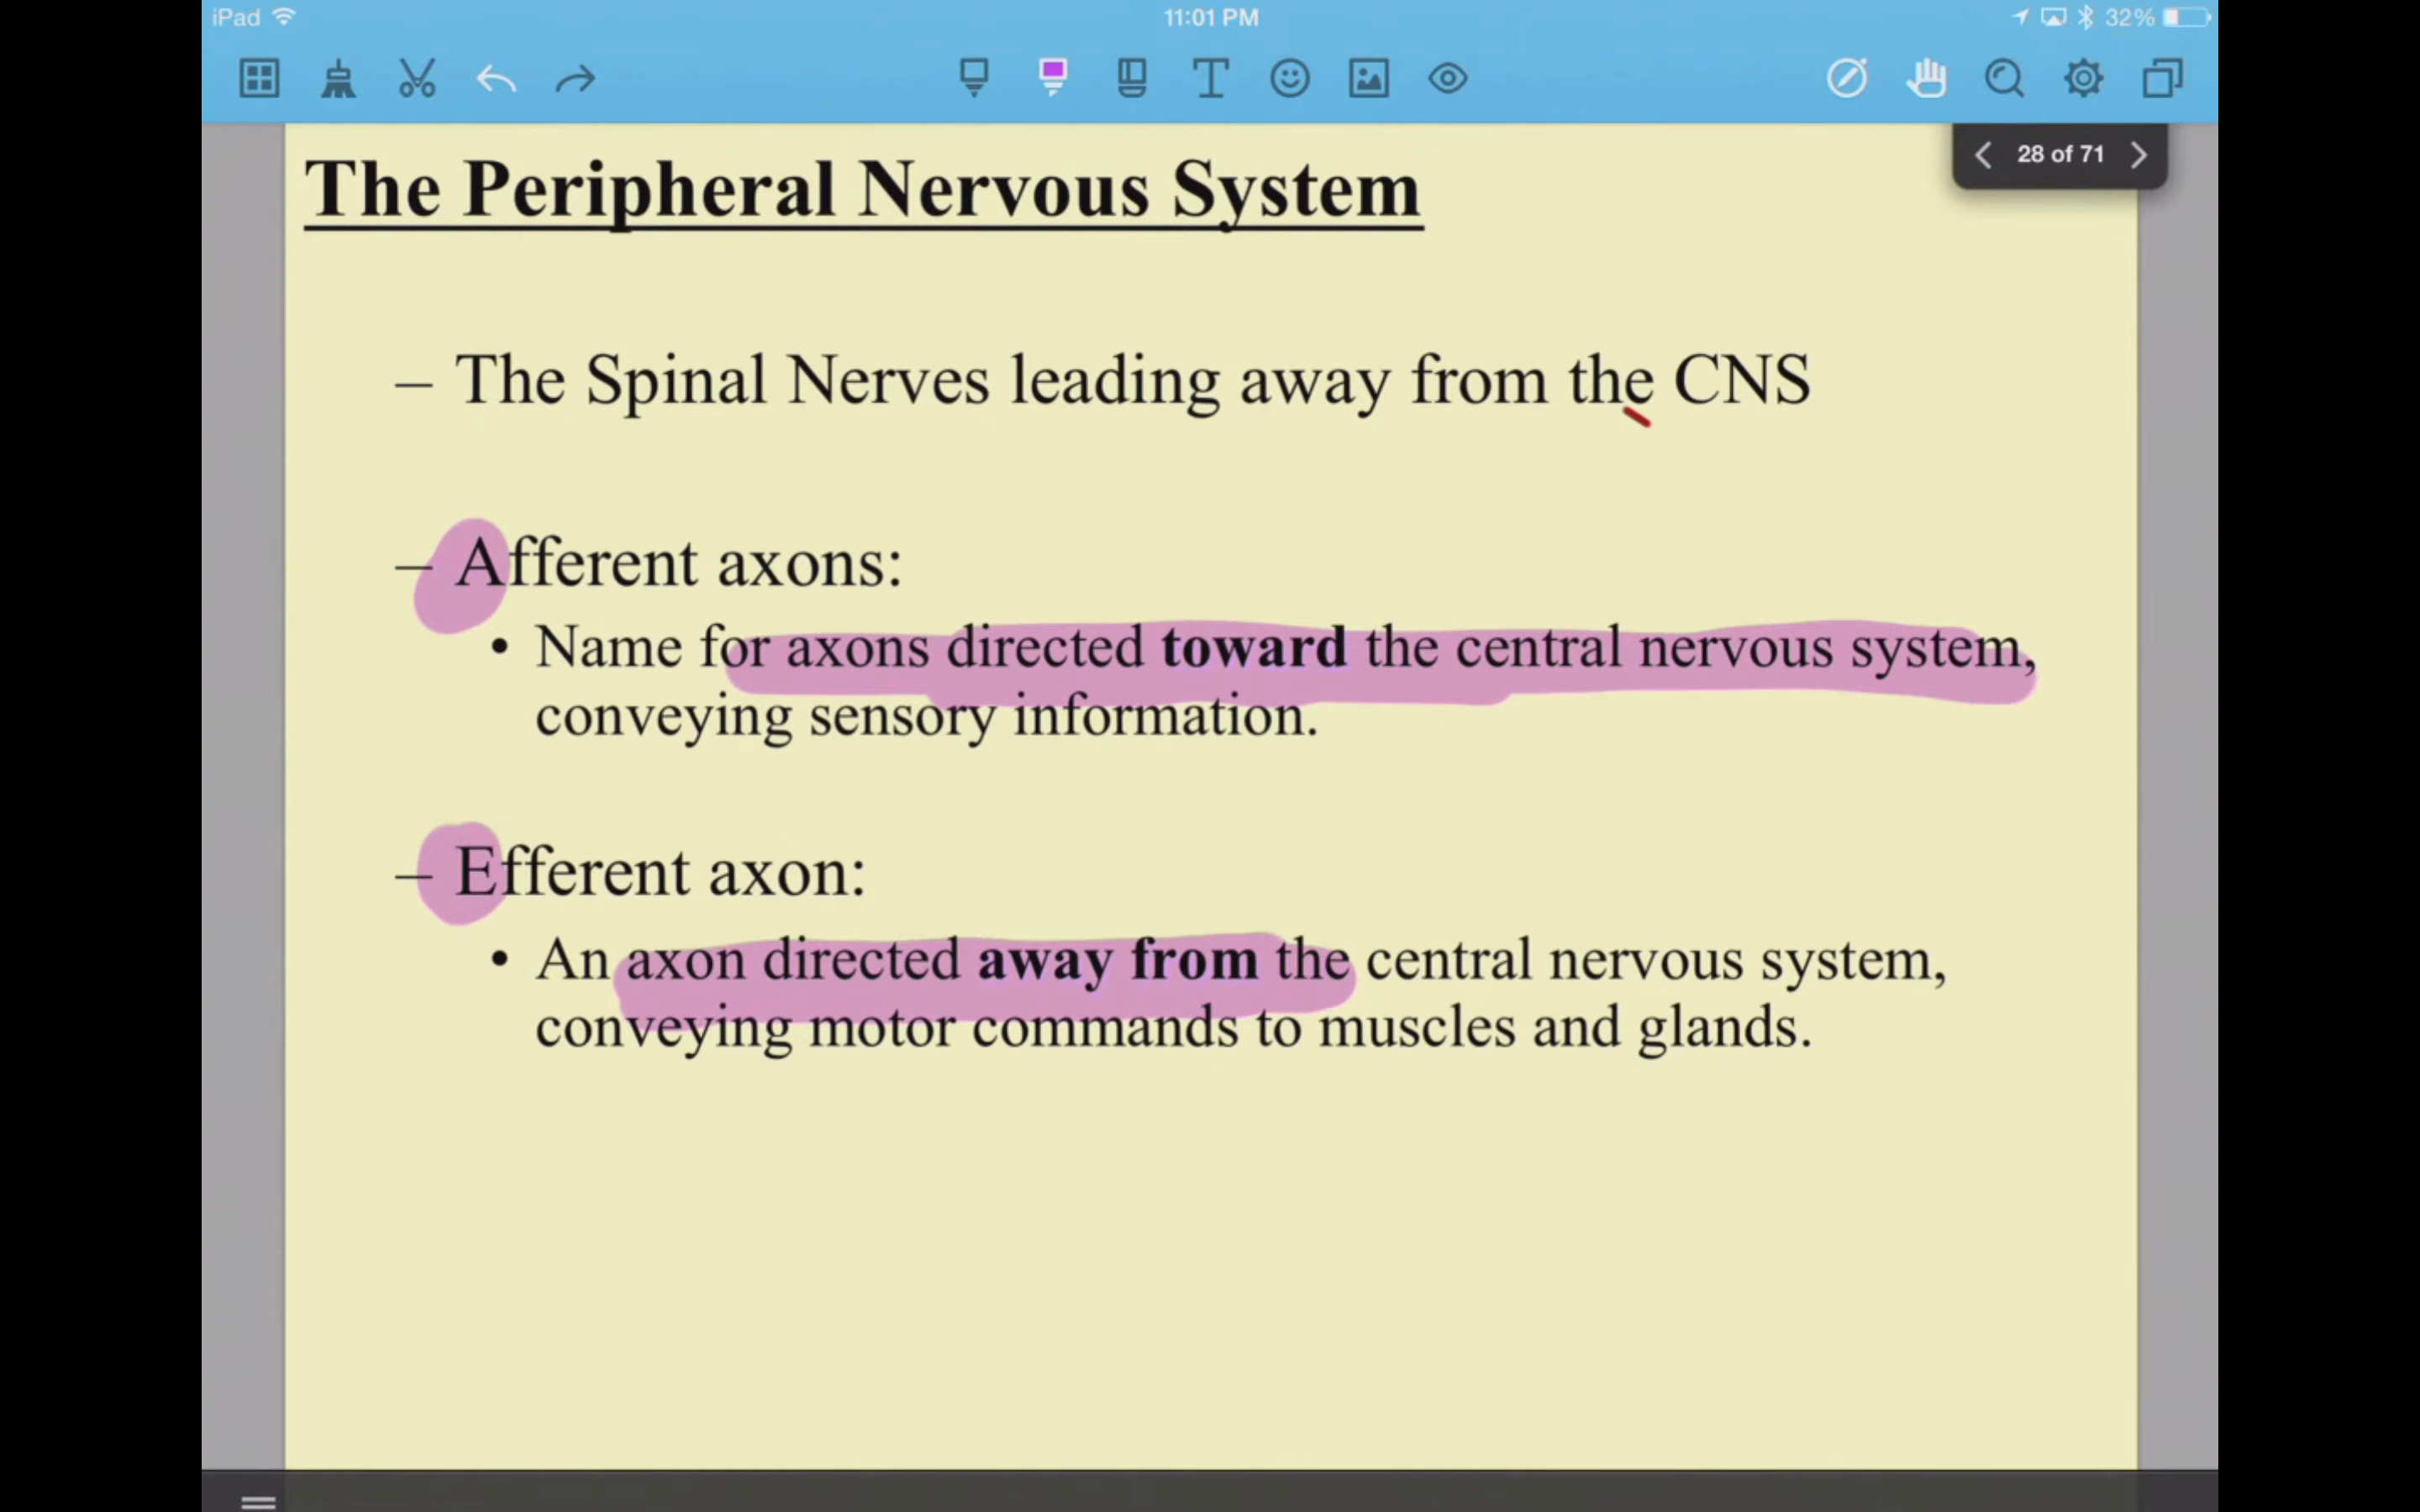 iPad
11:01 PM
32%
28 of 71
The Peripheral Nervous System
– The Spinal Nerves leading away from the CNS
– Afferent axons:
• Name for axons directed toward the central nervous system,
conveying sensory information.
– Efferent axon:
• An axon directed away from the central nervous system,
conveying motor commands to muscles and glands.